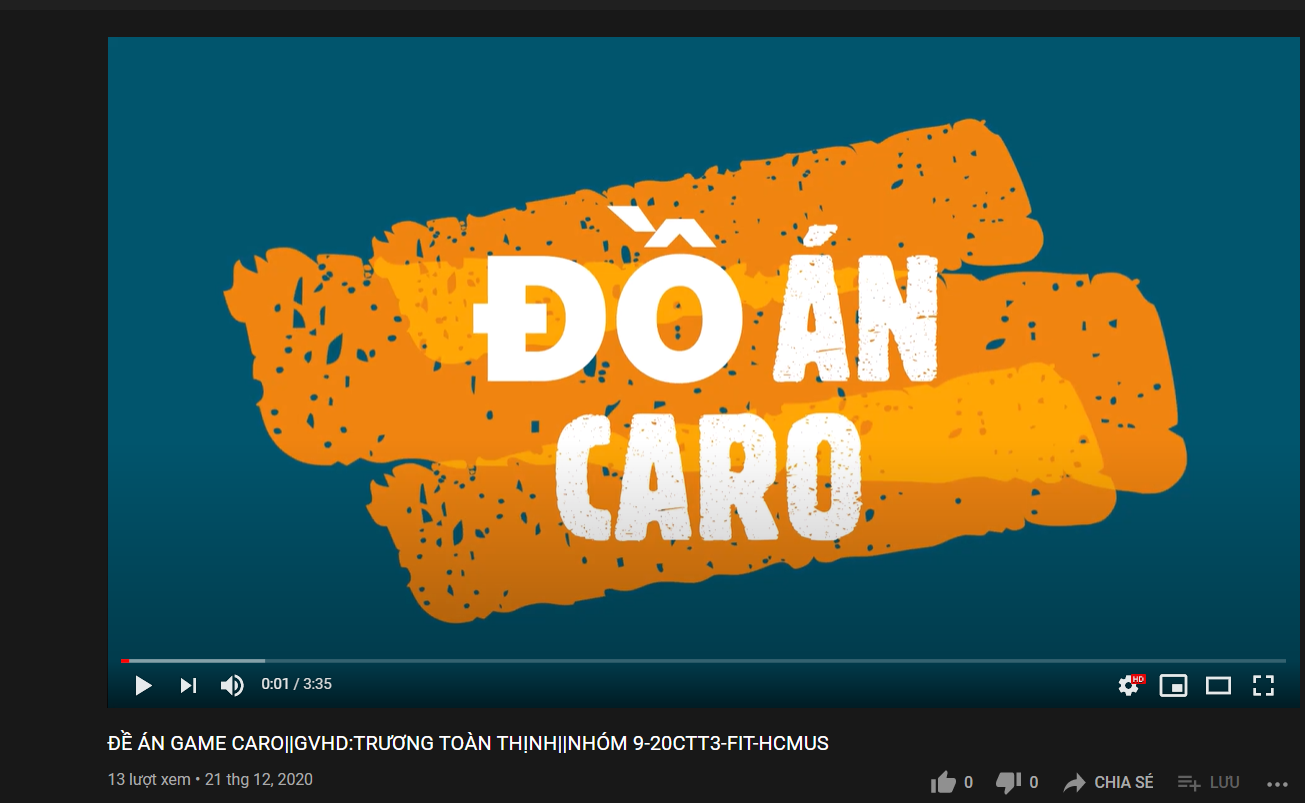 ĐỒ ÁN
CARO
0:01 / 3:35
HD
ĐỀ ÁN GAME CARO||GVHD:TRƯƠNG TOÀN THỊNH||NHÓM 9-20CTT3-FIT-HCMUS
13 lượt xem • 21 thg 12, 2020
0 0 CHIA SẺ LƯU